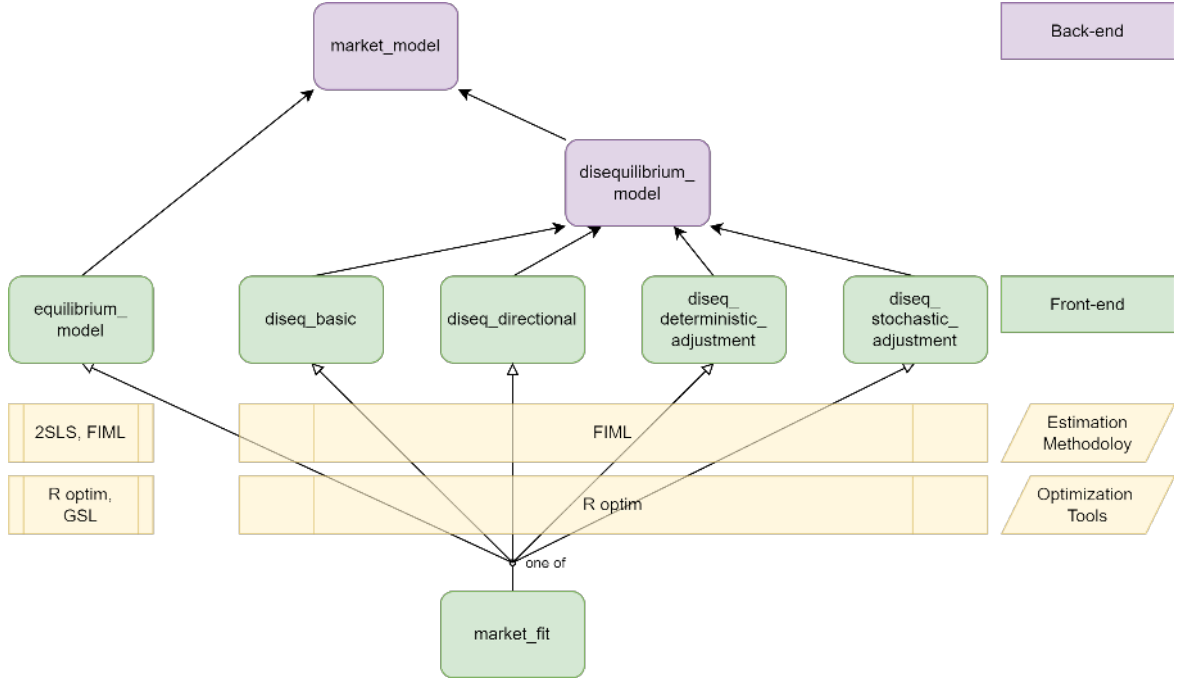 market_model
Back-end
disequilibrium_
model
equilibrium_
model
diseq_basic
diseq_directional
diseq_
deterministic_
adjustment
diseq_
stochastic_
adjustment
Front-end
2SLS, FIML
FIML
Estimation
Methodoloy
R optim,
GSL
R optim
Optimization
Tools
one of
market_fit